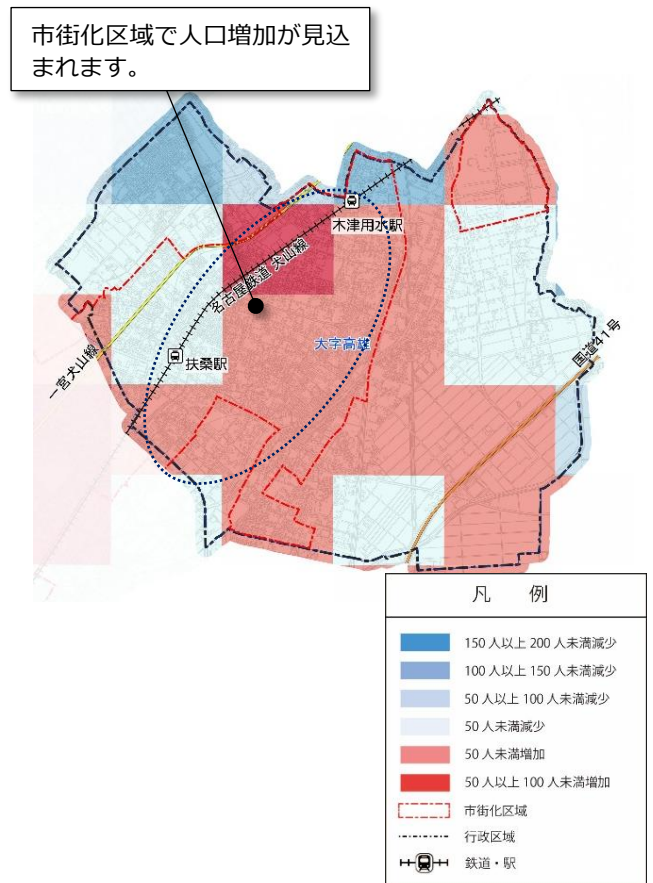 市街化区域で人口増加が見込
まれます。
木津用水駅
名古屋鉄道 犬山線
大字高雄
国道41号
扶桑駅
一宮犬山線
凡 例
150人以上200人未満減少
100人以上150人未満減少
50人以上100人未満減少
50人未満減少
50人未満増加
50人以上100人未満増加
市街化区域
行政区域
鉄道・駅